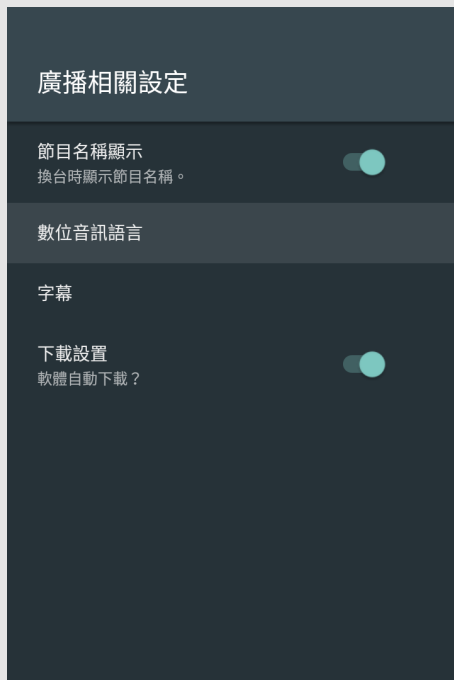 廣播相關設定
節目名稱顯示
換台時顯示節目名稱。
數位音訊語言
字幕
下載設置
軟體自動下載？